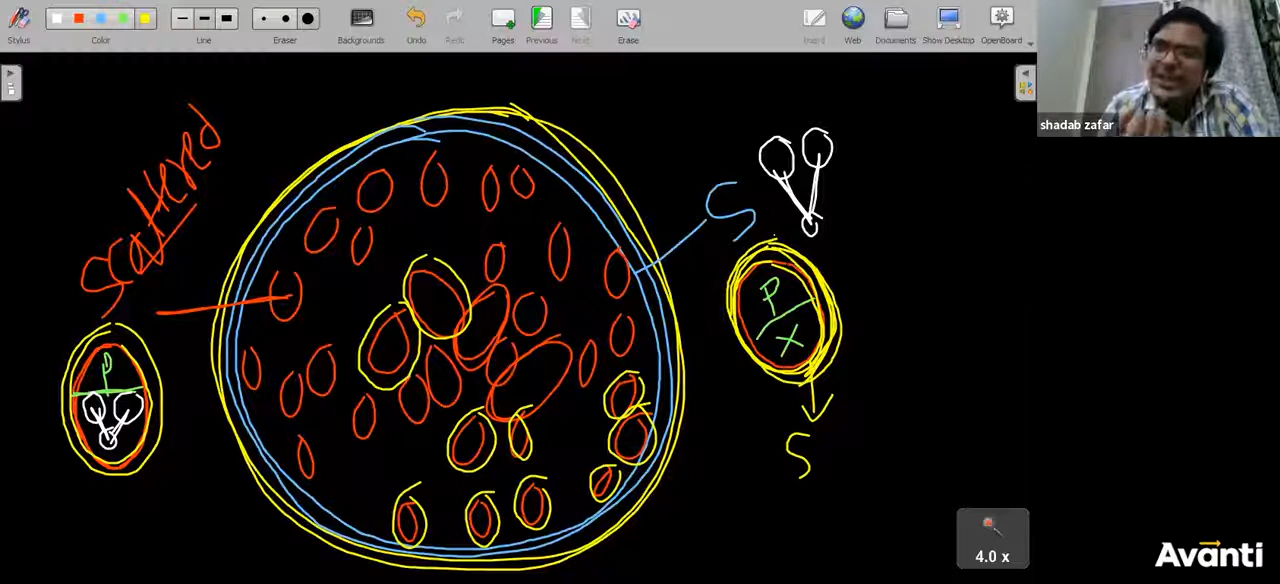 Stylus
Color
Line
Eraser
Backgrounds
Undo
Redo
Pages
Previous
Next
Erase
Board
Web
Documents
Show Desktop
OpenBoard
shadab zafar
Scattered
S
P
X
P
S
4.0 x
Avanti